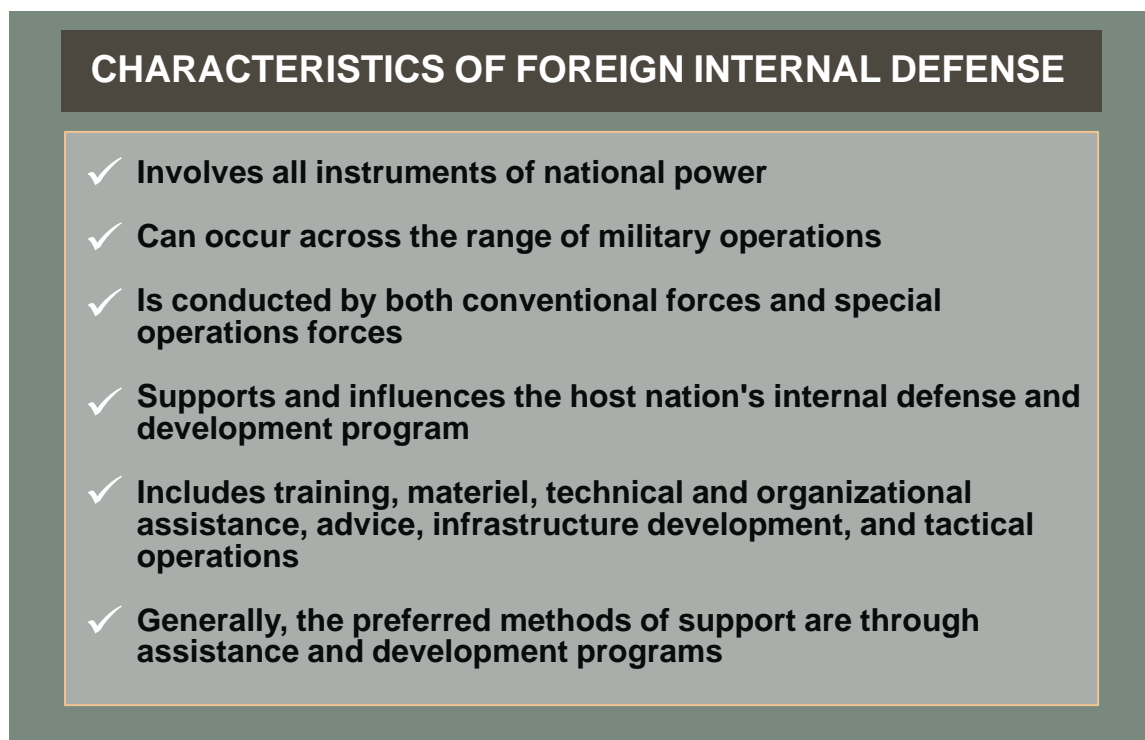 CHARACTERISTICS OF FOREIGN INTERNAL DEFENSE
Involves all instruments of national power
Can occur across the range of military operations
Is conducted by both conventional forces and special
operations forces
Supports and influences the host nation's internal defense and
development program
Includes training, materiel, technical and organizational
assistance, advice, infrastructure development, and tactical
operations
Generally, the preferred methods of support are through
assistance and development programs